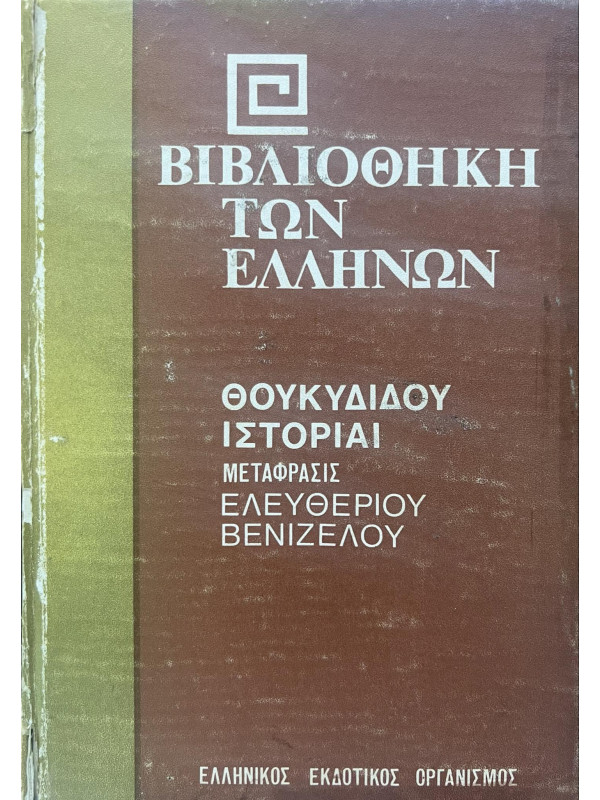 ΒΙΒΛΙΟΘΗΚΗ
ΤΩΝ
ΕΛΛΗΝΩΝ
ΘΟΥΚΥΔΙΔΟΥ
ΙΣΤΟΡΙΑΙ
ΜΕΤΑΦΡΑΣΙΣ
ΕΛΕΥΘΕΡΙΟΥ
ΒΕΝΙΖΕΛΟΥ
ΕΛΛΗΝΙΚΟΣ ΕΚΔΟΤΙΚΟΣ ΟΡΓΑΝΙΣΜΟΣ